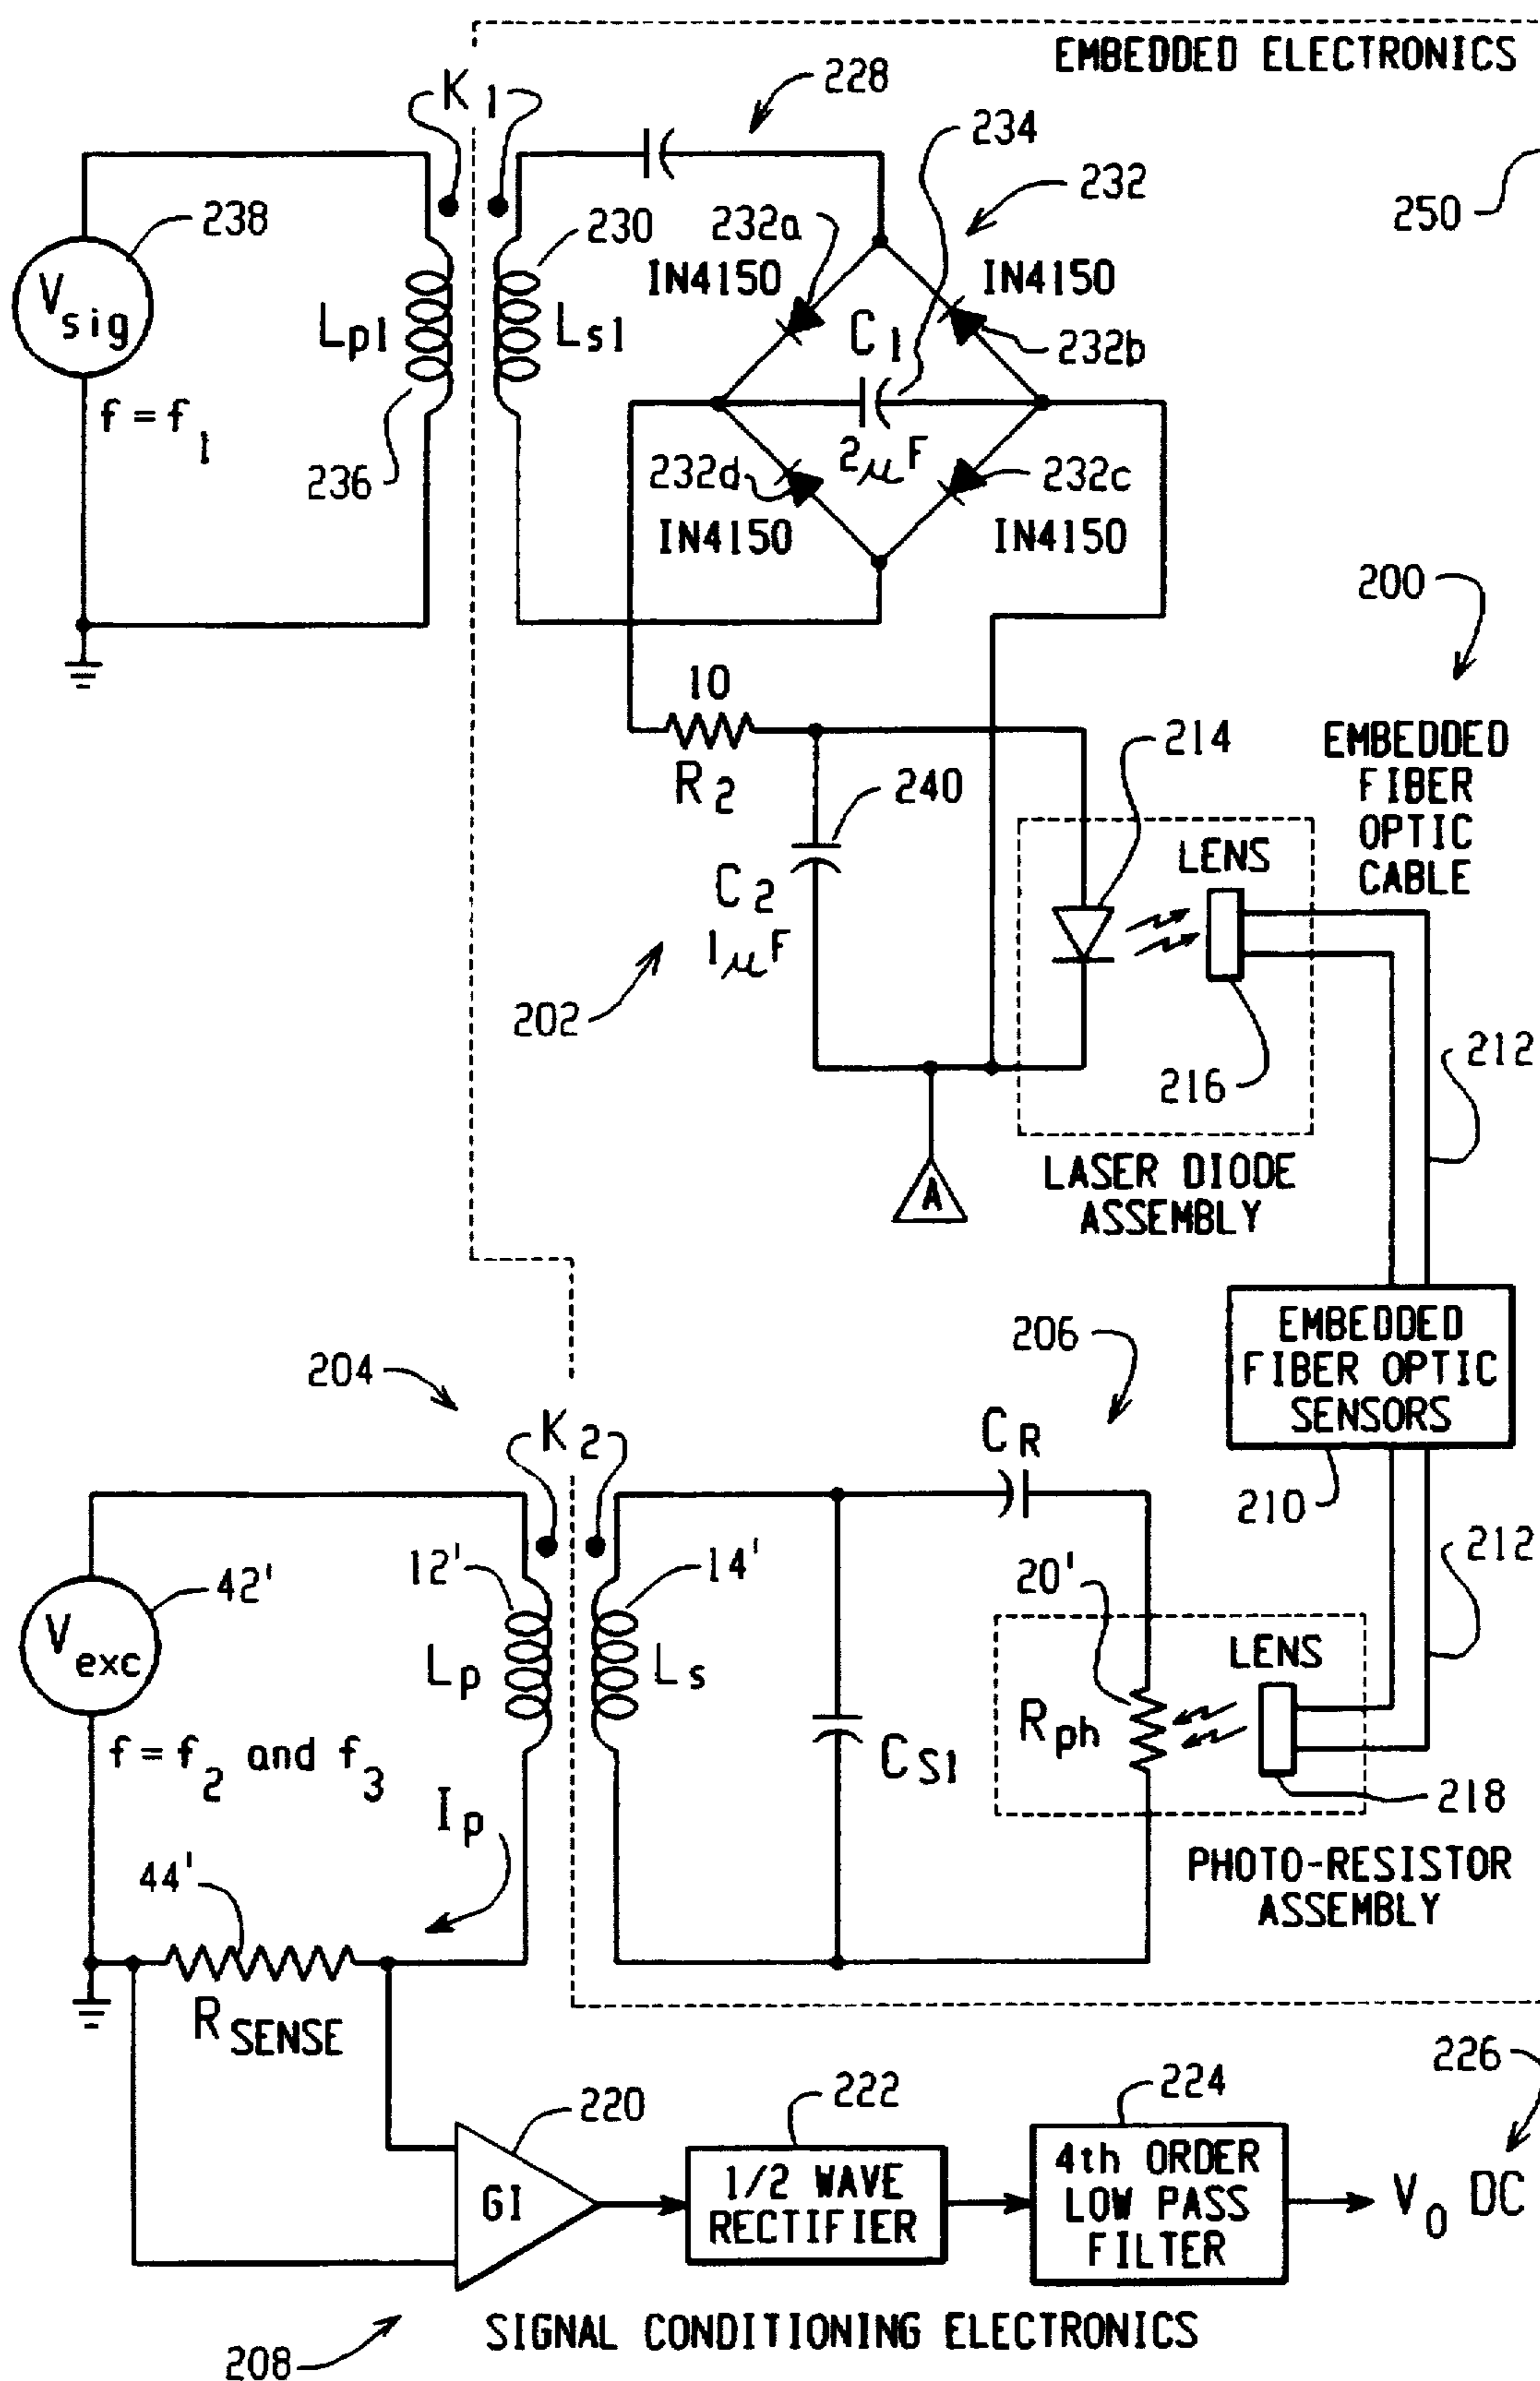 EMBEDDED ELECTRONICS
K1
228
234
232
250
238
230
232a
IN4150
IN4150
Vsig
Lp1
Ls1
C1
232b
f = f1
236
2μF
232d
232c
IN4150
IN4150
200
10
R2
214
EMBEDDED
FIBER
OPTIC
CABLE
240
LENS
C2
1μF
202
212
216
A
LASER DIODE
ASSEMBLY
206
EMBEDDED
FIBER OPTIC
SENSORS
204
K2
CR
210
212
12'
14'
20'
42'
LENS
Vexc
Lp
Ls
Rph
f = f2 and f3
CS1
Ip
218
44'
PHOTO-RESISTOR
ASSEMBLY
RSENSE
226
220
222
224
GI
1/2 WAVE
RECTIFIER
4th ORDER
LOW PASS
FILTER
V0 DC
SIGNAL CONDITIONING ELECTRONICS
208